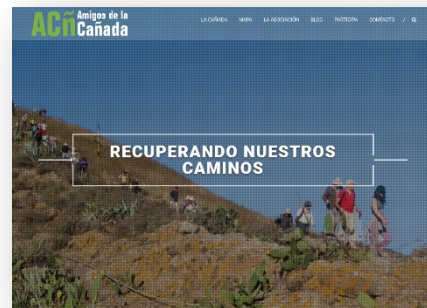 ACñ Amigos de la
Cañada
LA CAÑADA MAPA LA ASOCIACIÓN BLOG PARTICIPA CONTACTO /
RECUPERANDO NUESTROS
CAMINOS